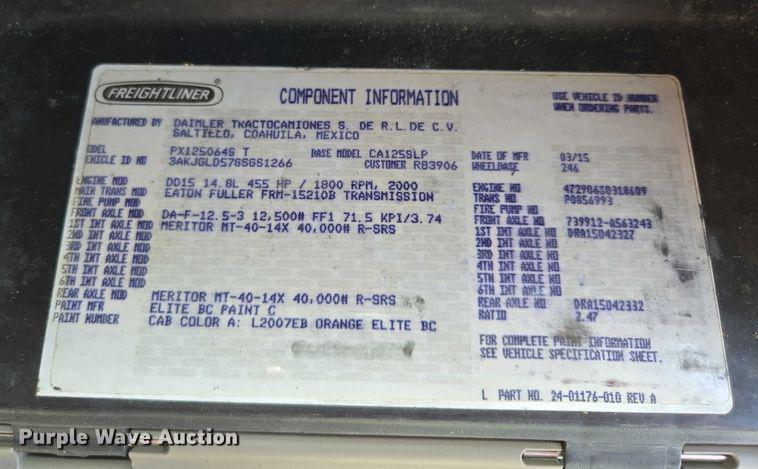 FREIGHTLINER ®
COMPONENT INFORMATION
USE VEHICLE ID NUMBER
WHEN ORDERING PARTS.
MANUFACTURED BY DAIMLER TRACTOCAMIONES S. DE R.L. DE C.V.
SALTILLO, COAHUILA, MEXICO
MODEL PX125064S T BASE MODEL CA125SLP DATE OF MFR 03/15
VEHICLE ID NO 3AKJGLD57GSGS1266 CUSTOMER R83906 WHEELBASE 246
ENGINE MOD DD15 14.8L 455 HP / 1800 RPM, 2000 ENGINE NO 472906S0318609
MAIN TRANS MOD EATON FULLER FRM-15210B TRANSMISSION TRANS NO P0856993
FIRE PUMP MOD FIRE PUMP NO
FRONT AXLE MOD DA-F-12.5-3 12,500# FF1 71.5 KPI/3.74 FRONT AXLE NO 739912-A563243
1ST INT AXLE MOD MERITOR MT-40-14X 40,000# R-SRS 1ST INT AXLE NO DRA15042327
2ND INT AXLE MOD 2ND INT AXLE NO
3RD INT AXLE MOD 3RD INT AXLE NO
4TH INT AXLE MOD 4TH INT AXLE NO
5TH INT AXLE MOD 5TH INT AXLE NO
6TH INT AXLE MOD 6TH INT AXLE NO
REAR AXLE MOD MERITOR MT-40-14X 40,000# R-SRS REAR AXLE NO DRA15042332
PAINT MFR ELITE BC PAINT C RATIO 2.47
PAINT NUMBER CAB COLOR A: L2007EB ORANGE ELITE BC
FOR COMPLETE PAINT INFORMATION
SEE VEHICLE SPECIFICATION SHEET.
L PART NO. 24-01176-010 REV A
Purple Wave Auction